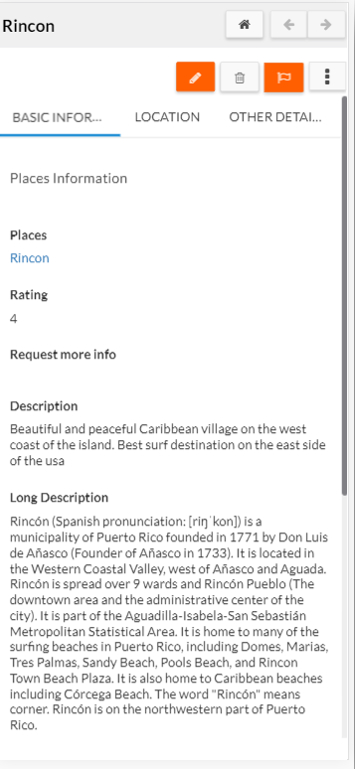 Rincon
BASIC INFOR...
LOCATION
OTHER DETAI...
Places Information
Places
Rincon
Rating
4
Request more info
Description
Beautiful and peaceful Caribbean village on the west
coast of the island. Best surf destination on the east side
of the usa
Long Description
Rincón (Spanish pronunciation: [riŋˈkon]) is a
municipality of Puerto Rico founded in 1771 by Don Luis
de Añasco (Founder of Añasco in 1733). It is located in
the Western Coastal Valley, west of Añasco and Aguada.
Rincón is spread over 9 wards and Rincón Pueblo (The
downtown area and the administrative center of the
city). It is part of the Aguadilla-Isabela-San Sebastián
Metropolitan Statistical Area. It is home to many of the
surfing beaches in Puerto Rico, including Domes, Marias,
Tres Palmas, Sandy Beach, Pools Beach, and Rincon
Town Beach Plaza. It is also home to Caribbean beaches
including Córcega Beach. The word "Rincón" means
corner. Rincón is on the northwestern part of Puerto
Rico.